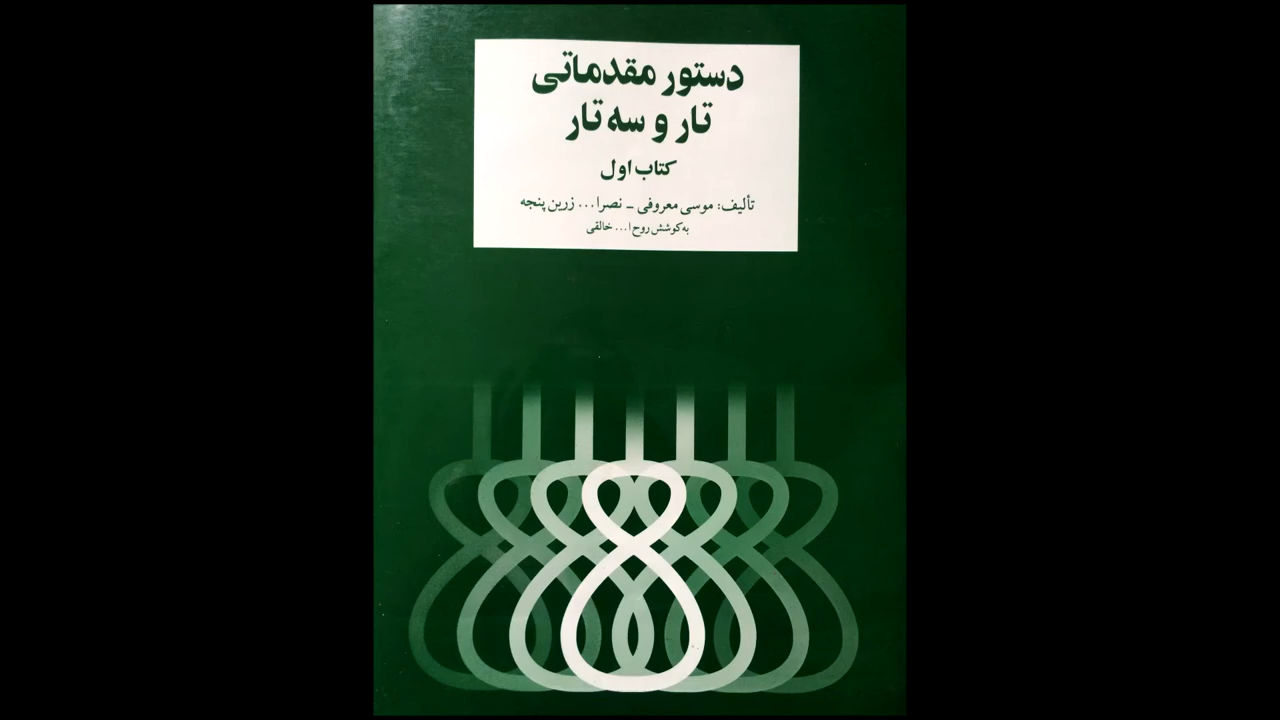 دستور مقدماتی
تار و سه تار
کتاب اول
تألیف: موسی معروفی - نصرا... زرین پنجه
به کوشش روح ا... خالقی